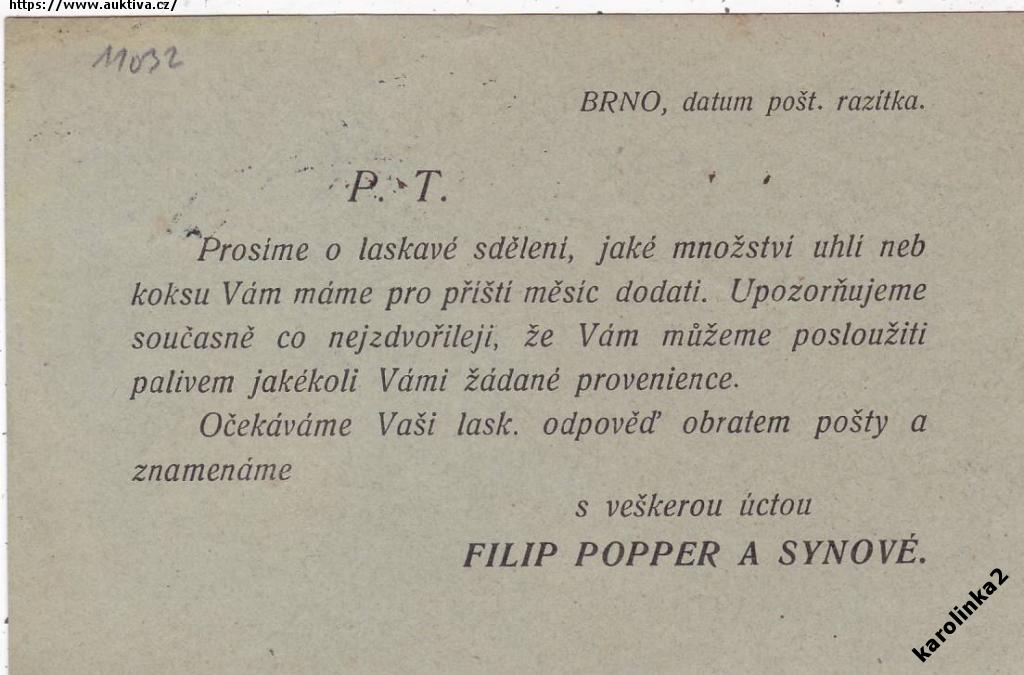 https://www.auktiva.cz/
11032
BRNO, datum pošt. razítka.
P. T.
Prosíme o laskavé sdělení, jaké množství uhlí neb
koksu Vám máme pro příští měsíc dodati. Upozorňujeme
současně co nejzdvořileji, že Vám můžeme posloužiti
palivem jakékoli Vámi žádané provenience.
Očekáváme Vaši lask. odpověď obratem pošty a
znamenáme
s veškerou úctou
FILIP POPPER A SYNOVÉ.
karolinka2